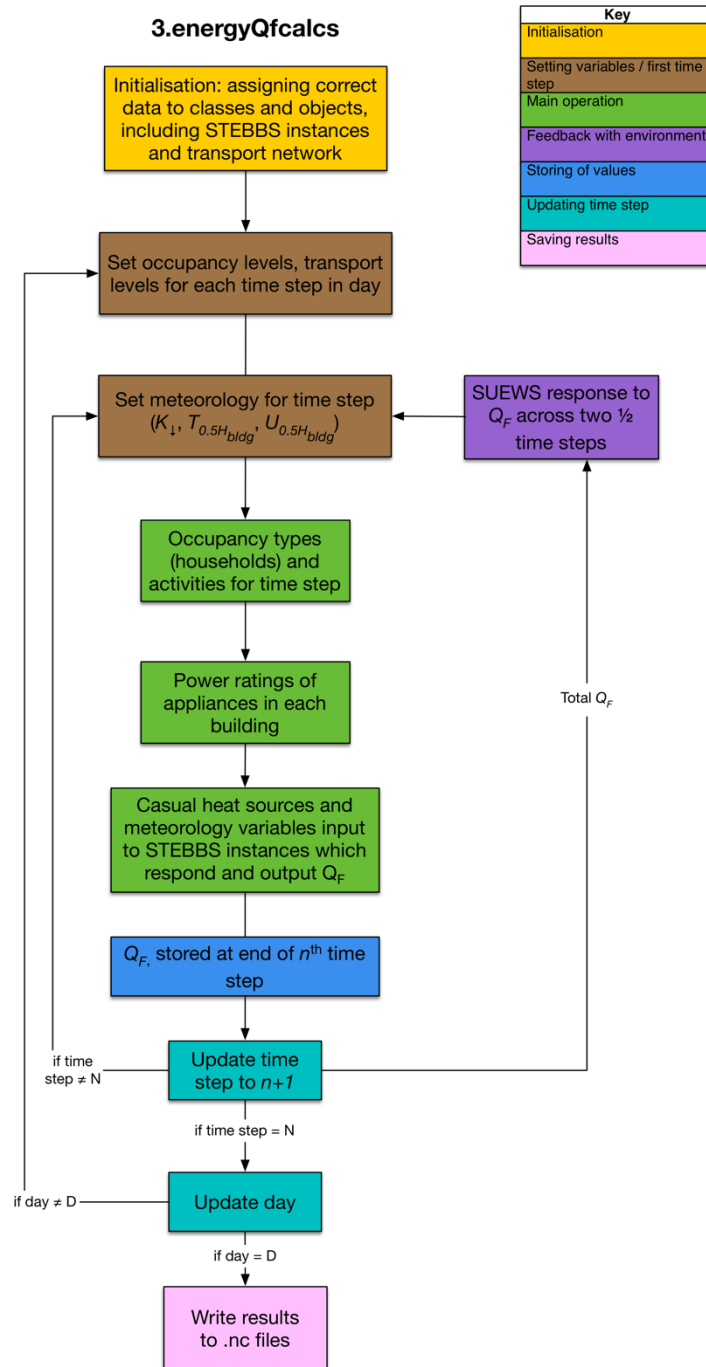 3.energyQfcalcs
Key
Initialisation
Setting variables / first time
step
Main operation
Feedback with environment
Storing of values
Updating time step
Saving results
Initialisation: assigning correct
data to classes and objects,
including STEBBS instances
and transport network
Set occupancy levels, transport
levels for each time step in day
Set meteorology for time step
(K↓, T0.5Hbldg, U0.5Hbldg)
SUEWS response to
QF across two ½
time steps
Occupancy types
(households) and
activities for time step
Power ratings of
appliances in each
building
Total QF
Casual heat sources and
meteorology variables input
to STEBBS instances which
respond and output QF
QF, stored at end of nth time
step
if time
step ≠ N
Update time
step to n+1
if time step = N
if day ≠ D
Update day
if day = D
Write results
to .nc files